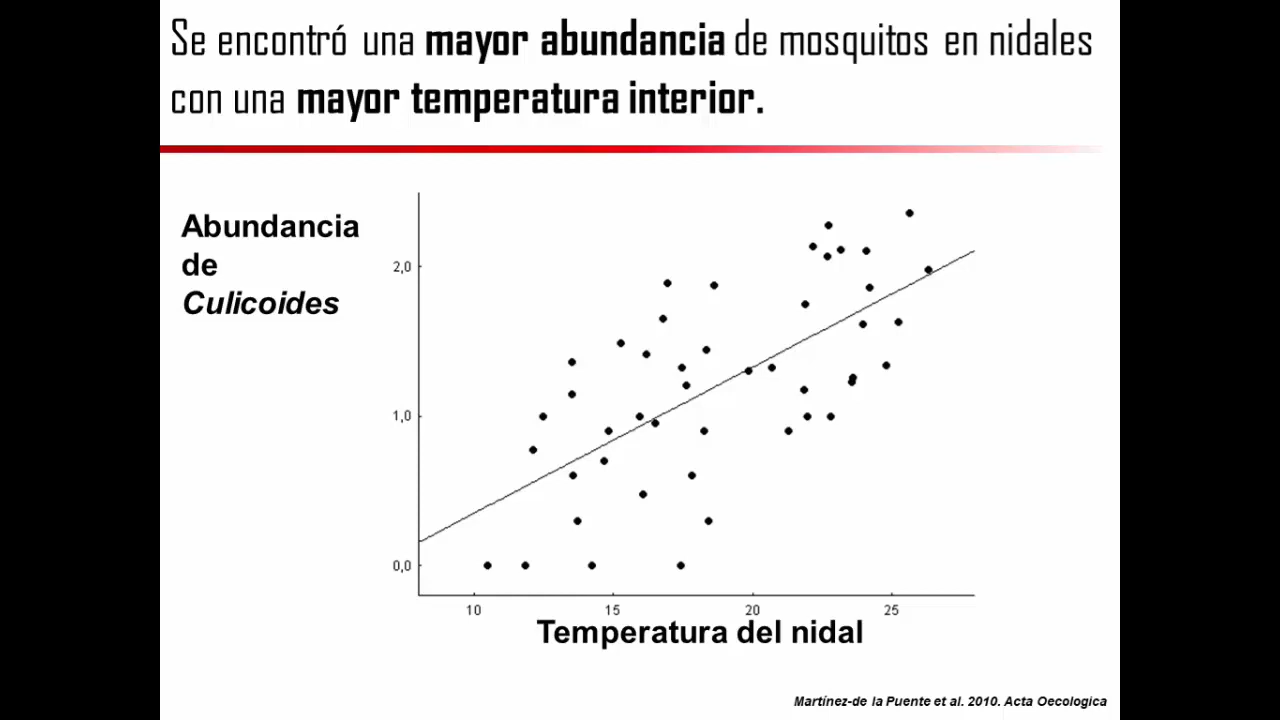 Se encontró una mayor abundancia de mosquitos en nidales
con una mayor temperatura interior.
Abundancia
de
Culicoides
2,0
1,0
0,0
10 15 20 25
Temperatura del nidal
Martínez-de la Puente et al. 2010. Acta Oecologica